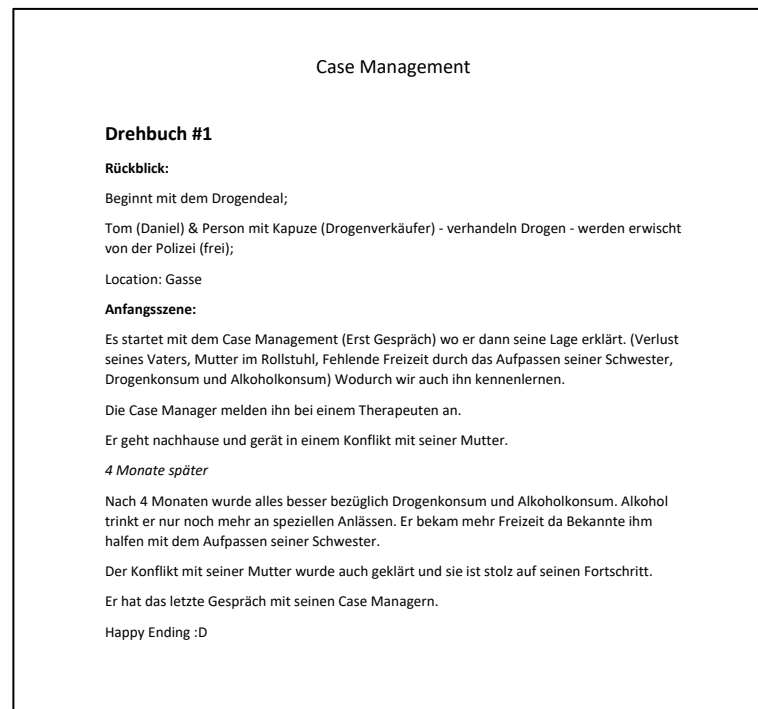 Case Management
Drehbuch #1
Rückblick:
Beginnt mit dem Drogendeal;
Tom (Daniel) & Person mit Kapuze (Drogenverkäufer) - verhandeln Drogen - werden erwischt
von der Polizei (frei);
Location: Gasse
Anfangsszene:
Es startet mit dem Case Management (Erst Gespräch) wo er dann seine Lage erklärt. (Verlust
seines Vaters, Mutter im Rollstuhl, Fehlende Freizeit durch das Aufpassen seiner Schwester,
Drogenkonsum und Alkoholkonsum) Wodurch wir auch ihn kennenlernen.
Die Case Manager melden ihn bei einem Therapeuten an.
Er geht nachhause und gerät in einem Konflikt mit seiner Mutter.
4 Monate später
Nach 4 Monaten wurde alles besser bezüglich Drogenkonsum und Alkoholkonsum. Alkohol
trinkt er nur noch mehr an speziellen Anlässen. Er bekam mehr Freizeit da Bekannte ihm
halfen mit dem Aufpassen seiner Schwester.
Der Konflikt mit seiner Mutter wurde auch geklärt und sie ist stolz auf seinen Fortschritt.
Er hat das letzte Gespräch mit seinen Case Managern.
Happy Ending :D